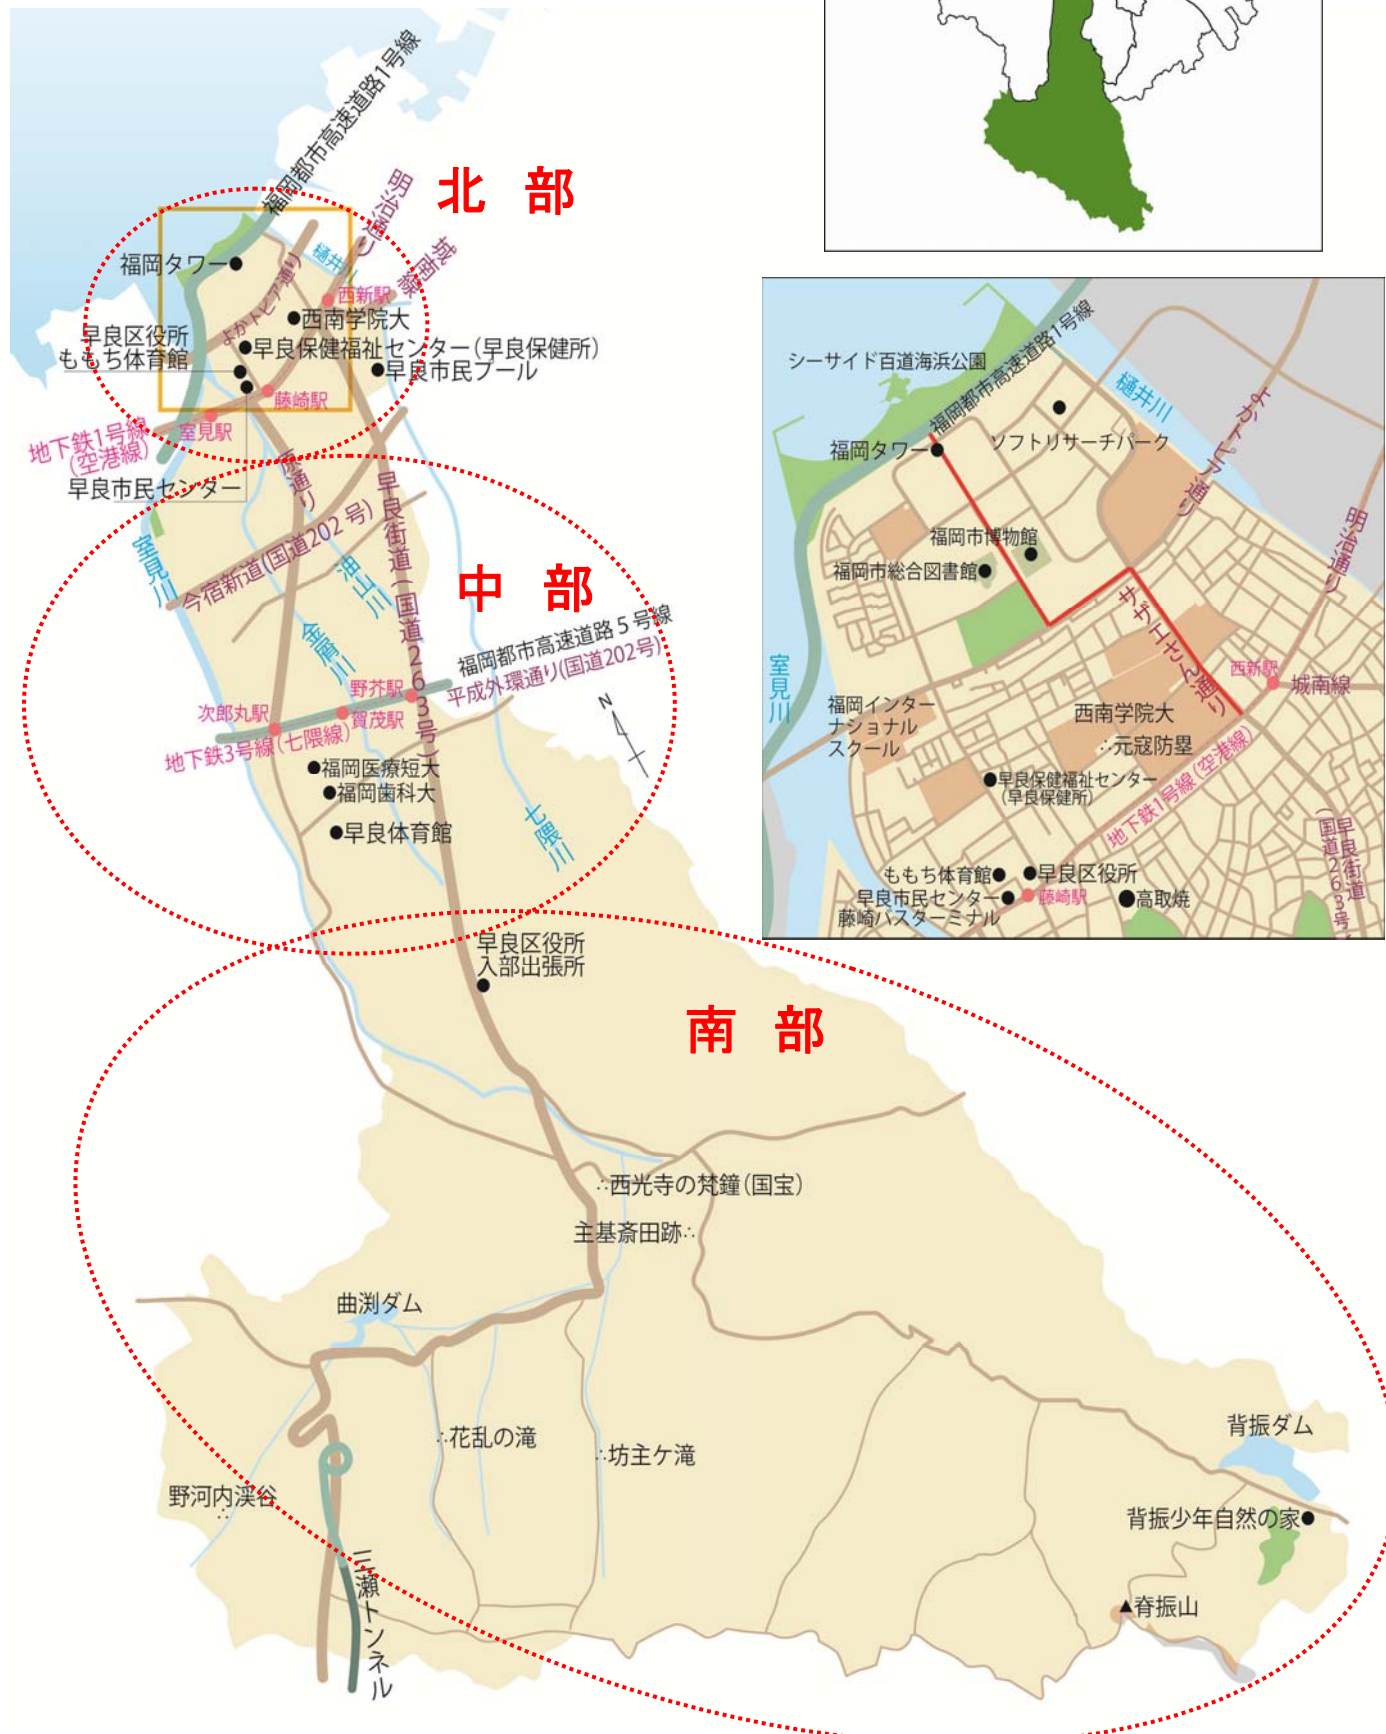 福岡都市高速道路1号線
明治通り
城南線
北 部
樋井川
福岡タワー
よかトピア通り
西新駅
西南学院大
早良区役所
ももち体育館
早良保健福祉センター(早良保健所)
早良市民プール
藤崎駅
室見駅
地下鉄1号線
(空港線)
早良市民センター
原通り
早良街道(国道263号)
室見川
今宿新道(国道202号)
油山川
金屑川
中 部
福岡都市高速道路5号線
平成外環通り(国道202号)
野芥駅
賀茂駅
次郎丸駅
地下鉄3号線(七隈線)
N
福岡医療短大
福岡歯科大
早良体育館
七隈川
早良区役所
入部出張所
南 部
西光寺の梵鐘(国宝)
主基斎田跡
曲渕ダム
花乱の滝
坊主ケ滝
野河内渓谷
三瀬トンネル
背振ダム
背振少年自然の家
脊振山
シーサイド百道海浜公園
福岡都市高速道路1号線
樋井川
よかトピア通り
福岡タワー
ソフトリサーチパーク
明治通り
福岡市博物館
福岡市総合図書館
サザエさん通り
室見川
西新駅
城南線
福岡インター
ナショナル
スクール
西南学院大
元寇防塁
早良保健福祉センター
(早良保健所)
地下鉄1号線(空港線)
早良街道
(国道263号)
ももち体育館
早良区役所
早良市民センター
藤崎駅
高取焼
藤崎バスターミナル